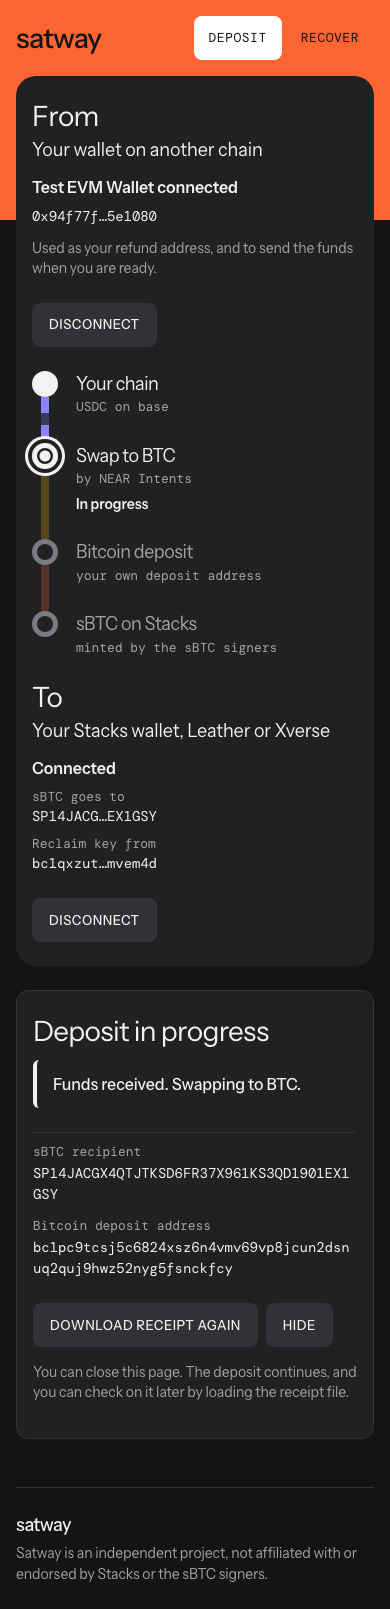 satway
DEPOSIT
RECOVER
From
Your wallet on another chain
Test EVM Wallet connected
0x94f77f…5e1080
Used as your refund address, and to send the funds
when you are ready.
DISCONNECT
Your chain
USDC on base
Swap to BTC
by NEAR Intents
In progress
Bitcoin deposit
your own deposit address
sBTC on Stacks
minted by the sBTC signers
To
Your Stacks wallet, Leather or Xverse
Connected
sBTC goes to
SP14JACG…EX1GSY
Reclaim key from
bc1qxzut…mvem4d
DISCONNECT
Deposit in progress
Funds received. Swapping to BTC.
sBTC recipient
SP14JACGX4QTJTKSD6FR37X961KS3QD1901EX1
GSY
Bitcoin deposit address
bc1pc9tcsj5c6824xsz6n4vmv69vp8jcun2dsn
uq2quj9hwz52nyg5fsnckfcy
DOWNLOAD RECEIPT AGAIN
HIDE
You can close this page. The deposit continues, and
you can check on it later by loading the receipt file.
satway
Satway is an independent project, not affiliated with or
endorsed by Stacks or the sBTC signers.